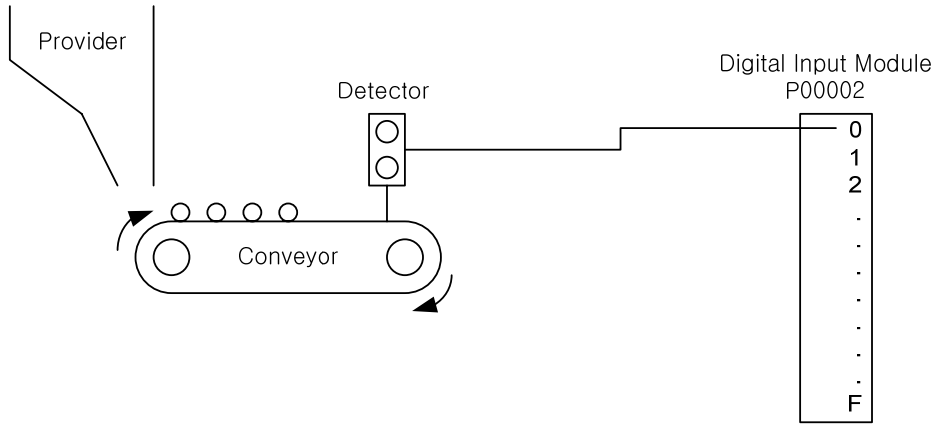 Provider
Detector
Digital Input Module
P00002
Conveyor
0
1
2
.
.
.
.
.
.
.
F